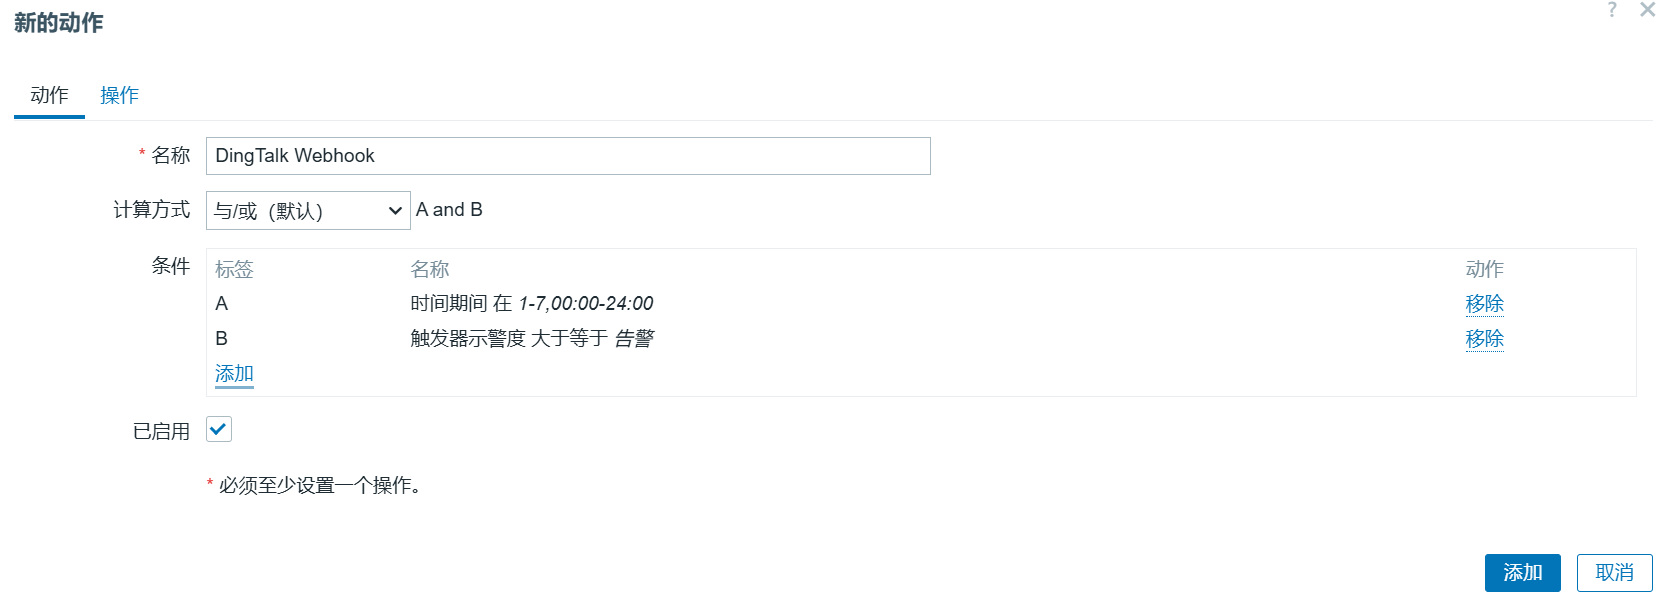 新的动作
?
动作 操作
* 名称 DingTalk Webhook
计算方式 与/或（默认） A and B
条件 标签 名称 动作
A 时间期间 在 1-7,00:00-24:00 移除
B 触发器示警度 大于等于 告警 移除
添加
已启用
* 必须至少设置一个操作。
添加 取消